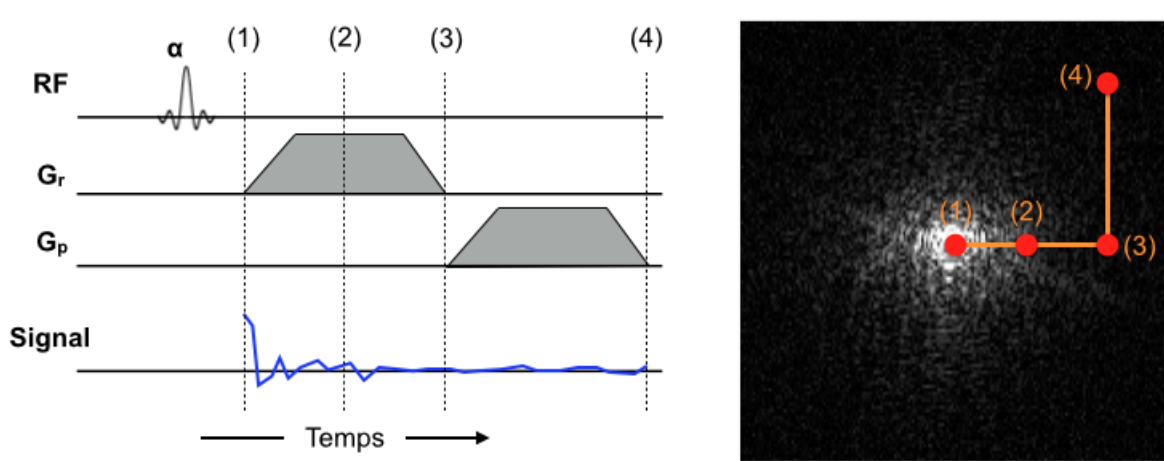 α (1) (2) (3) (4)
RF
Gr
Gp
Signal
Temps
(4)
(1) (2)
(3)